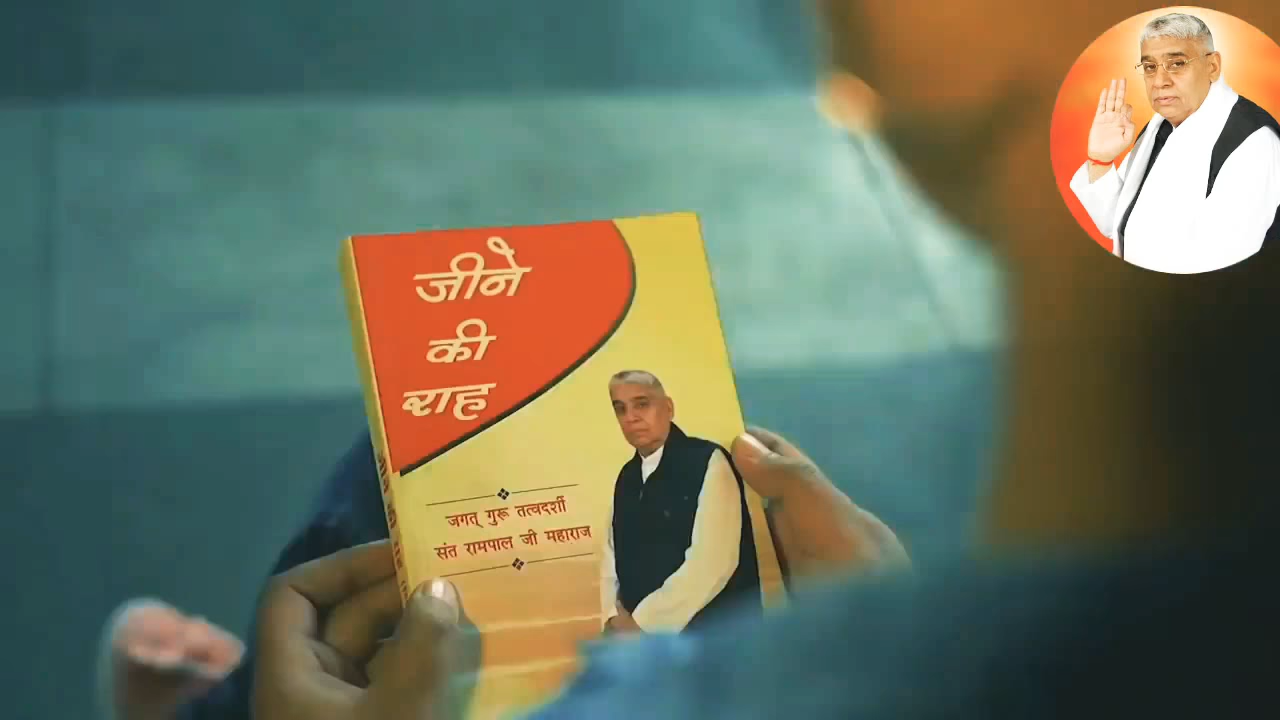 जीने
की
राह
जगत् गुरू तत्वदर्शी
संत रामपाल जी महाराज